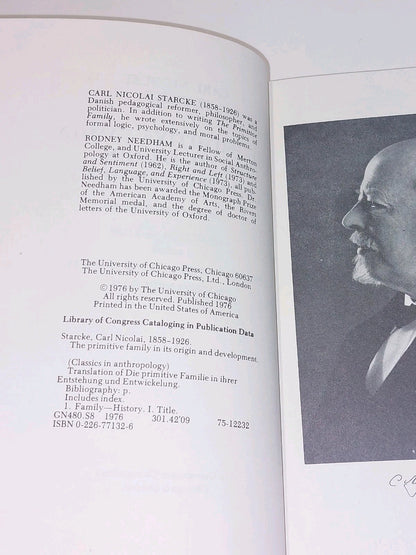 CARL NICOLAI STARCKE (1858-1926) was a
Danish pedagogical reformer, philosopher, and
politician. In addition to writing The Primitive
Family, he wrote extensively on the topics of
formal logic, psychology, and moral problems.
RODNEY NEEDHAM is a Fellow of Merton
College, and University Lecturer in Social Anthro-
pology at Oxford. He is the author of Structure
and Sentiment (1962), Right and Left (1973) and
Belief, Language, and Experience (1973), all pub-
lished by the University of Chicago Press. Dr.
Needham has been awarded the Monograph Prize
of the American Academy of Arts, the Rivers
Memorial medal, and the degree of doctor of
letters of the University of Oxford.
The University of Chicago Press, Chicago 60637
The University of Chicago Press, Ltd., London
©1976 by The University of Chicago
All rights reserved. Published 1976
Printed in the United States of America
Library of Congress Cataloging in Publication Data
Starcke, Carl Nicolai, 1858-1926.
The primitive family in its origin and development.
(Classics in anthropology)
Translation of Die primitive Familie in ihrer
Entstehung und Entwickelung.
Bibliography: p.
Includes index.
1. Family—History. I. Title.
GN480.S8 1976 301.42'09 75-12232
ISBN 0-226-77132-6